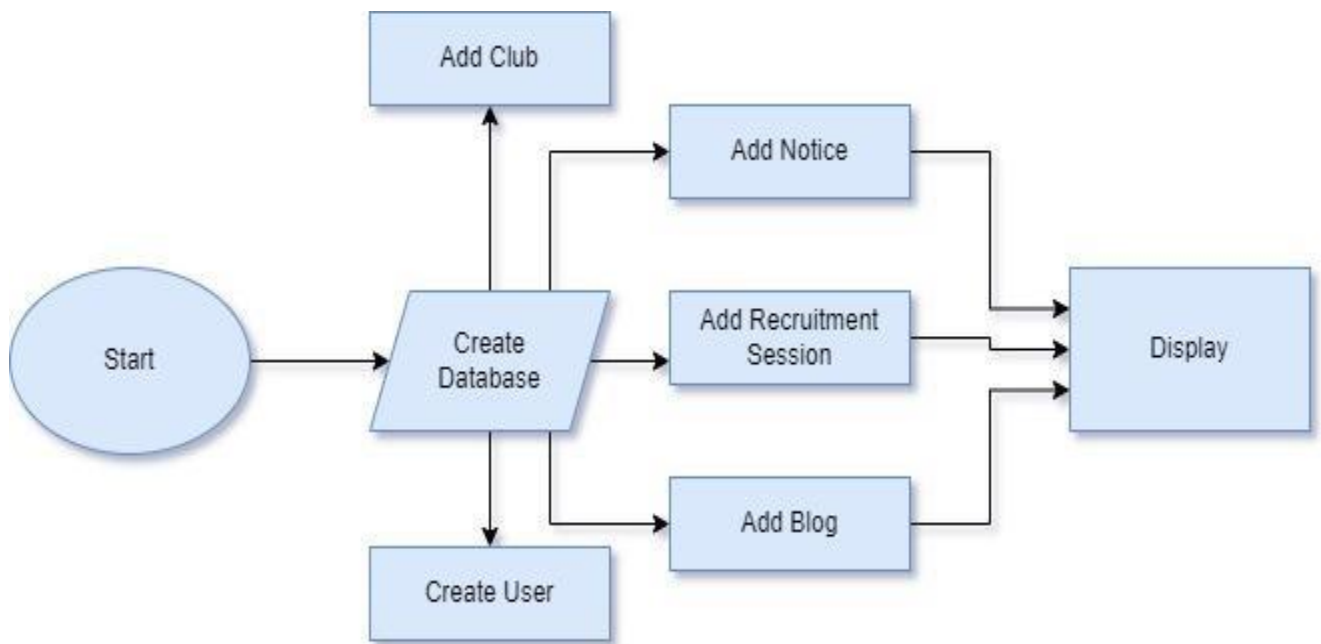 Add Club
Add Notice
Start
Create
Database
Add Recruitment
Session
Display
Add Blog
Create User